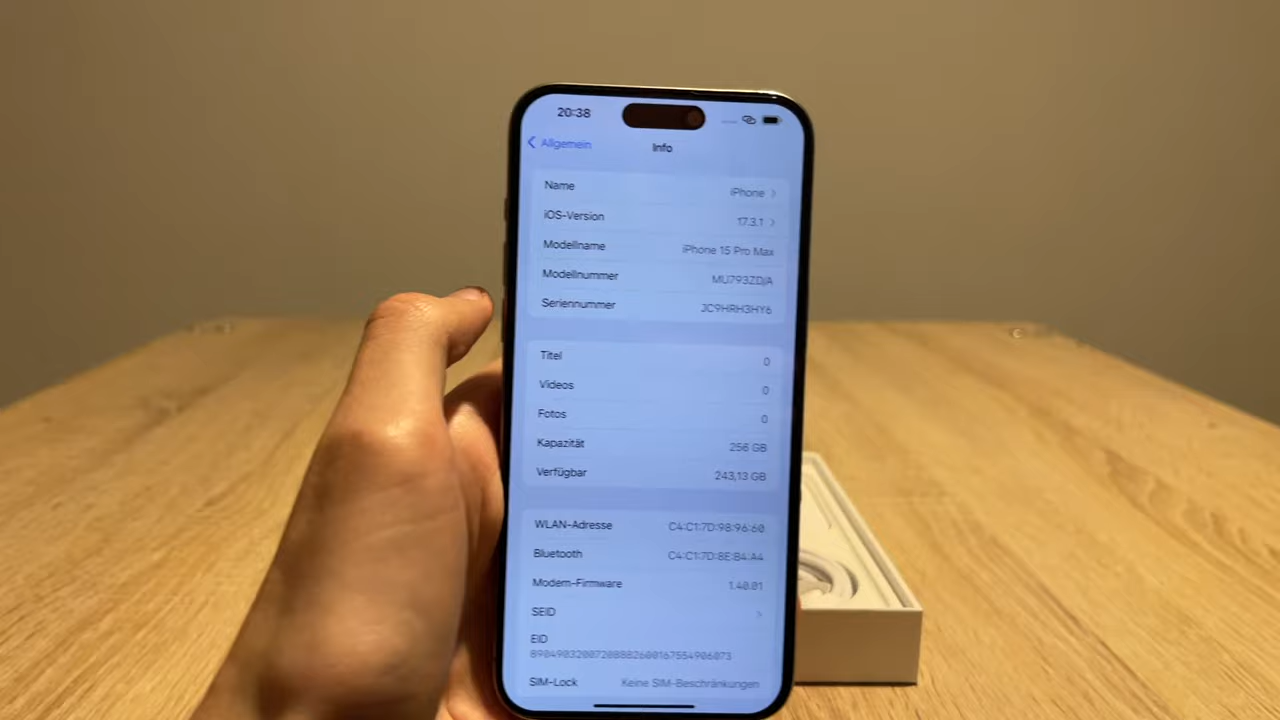 20:38
Allgemein
Info
Name iPhone
iOS-Version 17.3.1
Modellname iPhone 15 Pro Max
Modellnummer MU793ZD/A
Seriennummer JC9HRH3HY6
Titel 0
Videos 0
Fotos 0
Kapazität 256 GB
Verfügbar 243,13 GB
WLAN-Adresse C4:C1:7D:98:96:60
Bluetooth C4:C1:7D:8E:B4:A4
Modem-Firmware 1.40.01
SEID
EID
89049032007208882600167554906073
SIM-Lock Keine SIM-Beschränkungen